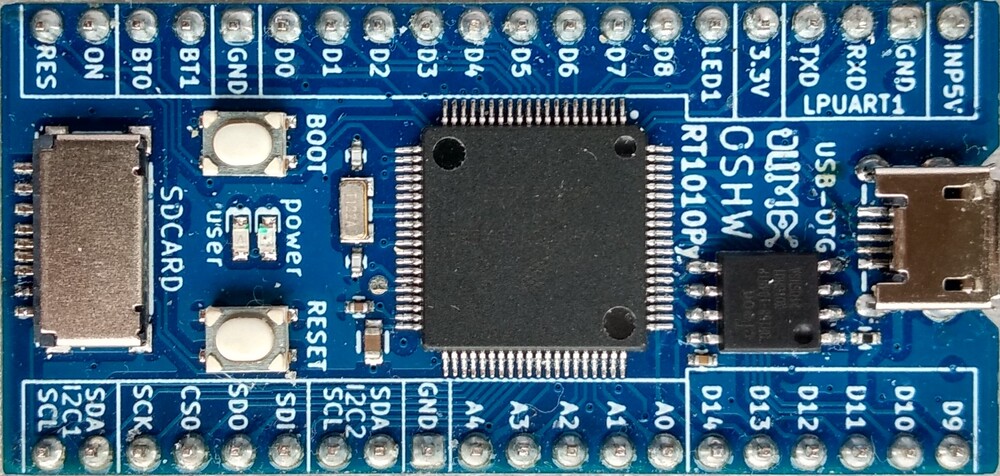 RES
ON
BT0
BT1
GND
D0
D1
D2
D3
D4
D5
D6
D7
D8
LED1
3.3V
TXD
RXD
GND
INP5V
LPUART1
BOOT
SDCARD
power
user
RESET
RT1010Py
OSHW
OLIMEX
USB-OTG
SCL
I2C1
SDA
SCK
CS0
SDO
SDI
SCL
I2C2
SDA
GND
A4
A3
A2
A1
A0
D14
D13
D12
D11
D10
D9